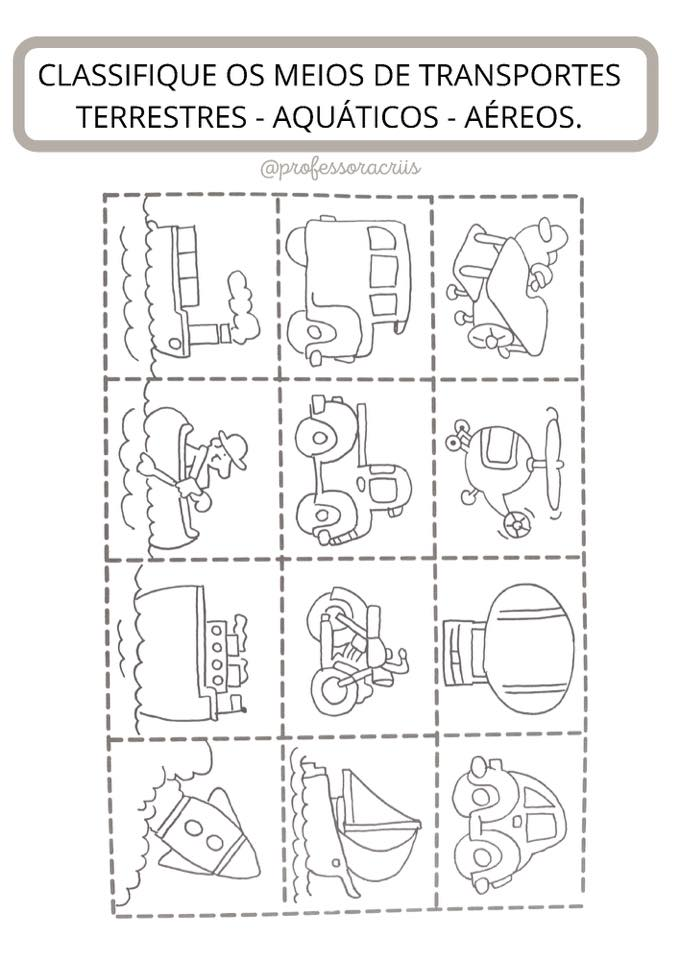 CLASSIFIQUE OS MEIOS DE TRANSPORTES
TERRESTRES - AQUÁTICOS - AÉREOS.
@professoracriis